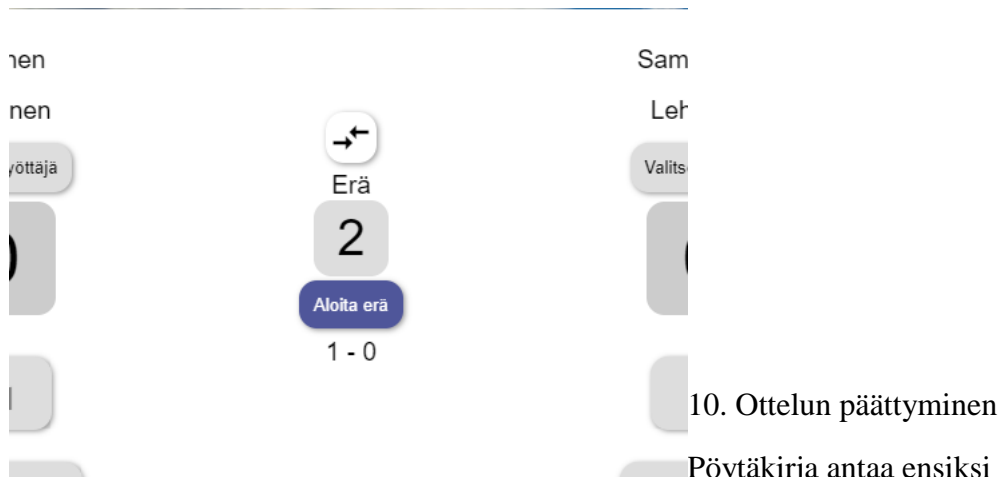 nen
Sam
nen
Leh
yöttäjä
Valits
Erä
2
Aloita erä
1 - 0
10. Ottelun päättyminen
Pöytäkirja antaa ensiksi